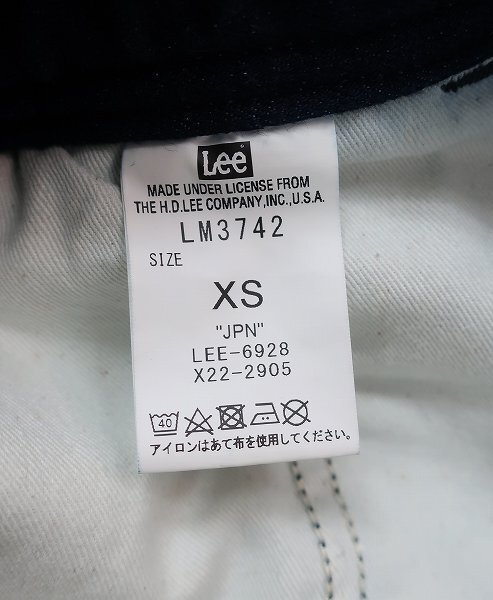 Lee
MADE UNDER LICENSE FROM
THE H.D.LEE COMPANY,INC.,U.S.A.
LM3742
SIZE
XS
"JPN"
LEE-6928
X22-2905
40
アイロンはあて布を使用してください。